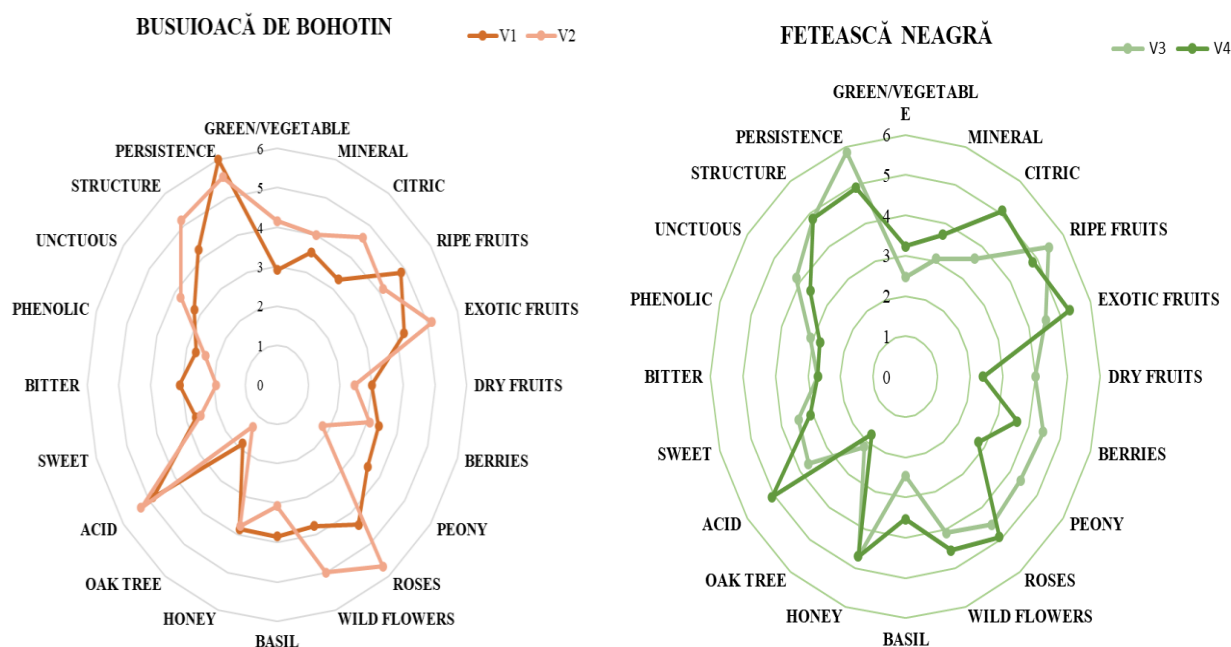 BUSUIOACĂ DE BOHOTIN
V1 V2
GREEN/VEGETABLE
MINERAL
CITRIC
RIPE FRUITS
EXOTIC FRUITS
DRY FRUITS
BERRIES
PEONY
ROSES
WILD FLOWERS
BASIL
HONEY
OAK TREE
ACID
SWEET
BITTER
PHENOLIC
UNCTUOUS
STRUCTURE
PERSISTENCE
6
5
4
3
2
1
0
FETEASCĂ NEAGRĂ
V3 V4
GREEN/VEGETABL
E
MINERAL
CITRIC
RIPE FRUITS
EXOTIC FRUITS
DRY FRUITS
BERRIES
PEONY
ROSES
WILD FLOWERS
BASIL
HONEY
OAK TREE
ACID
SWEET
BITTER
PHENOLIC
UNCTUOUS
STRUCTURE
PERSISTENCE
6
5
4
3
2
1
0